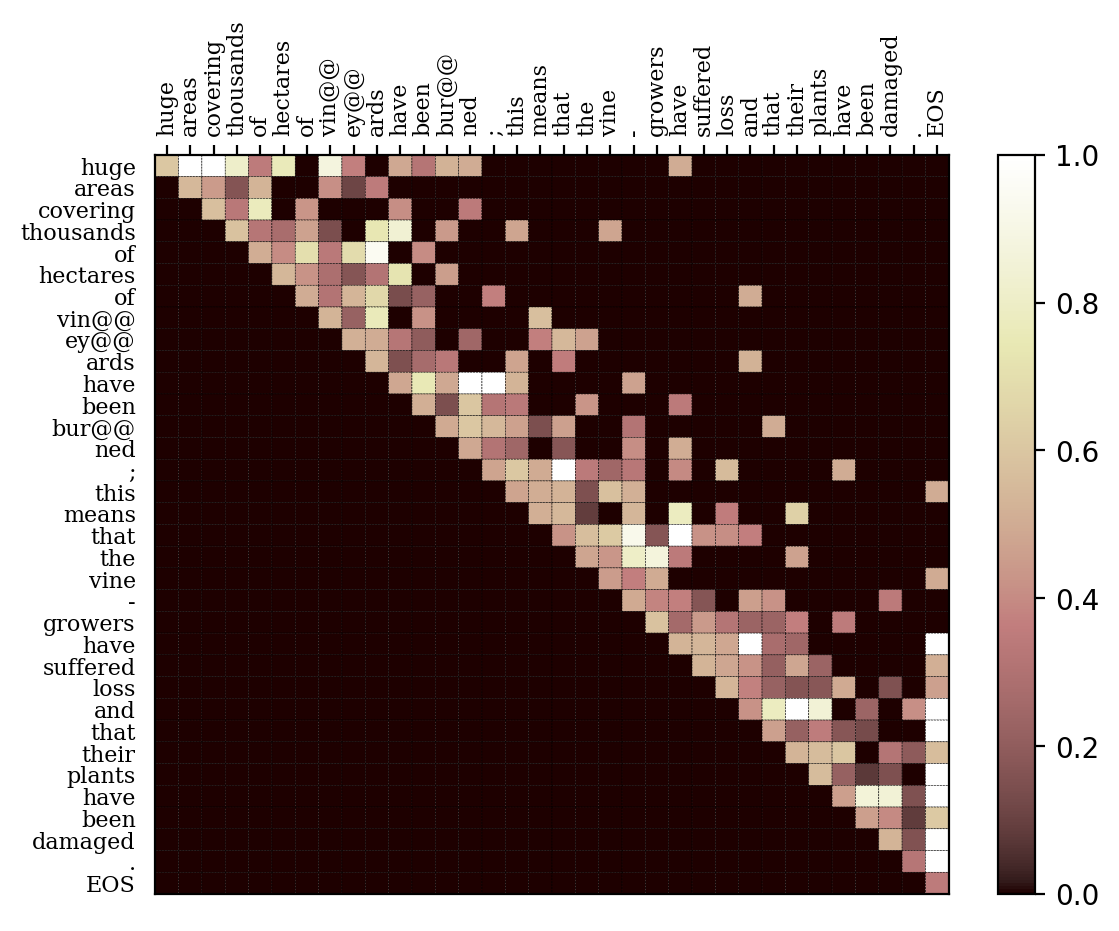 huge
areas
covering
thousands
of
hectares
of
vin@@
ey@@
ards
have
been
bur@@
ned
;
this
means
that
the
vine
-
growers
have
suffered
loss
and
that
their
plants
have
been
damaged
.
EOS
huge
areas
covering
thousands
of
hectares
of
vin@@
ey@@
ards
have
been
bur@@
ned
;
this
means
that
the
vine
-
growers
have
suffered
loss
and
that
their
plants
have
been
damaged
.
EOS
1.0
0.8
0.6
0.4
0.2
0.0